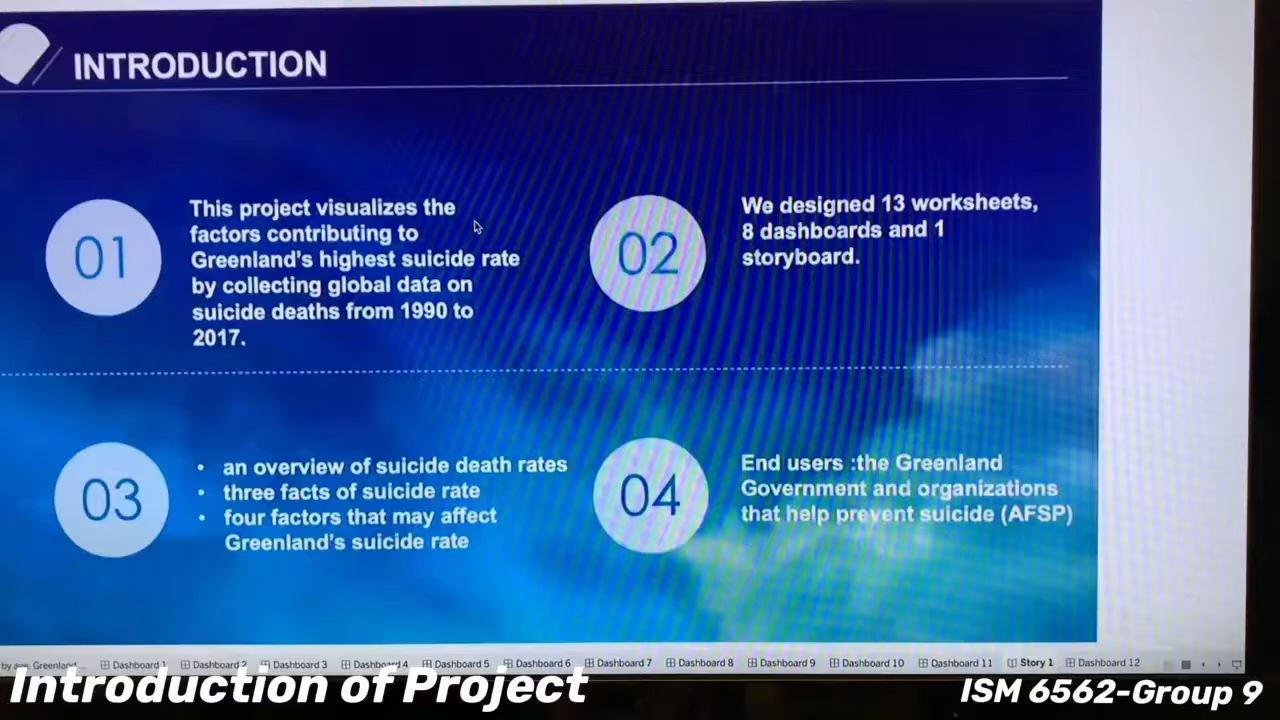 INTRODUCTION
01
This project visualizes the
factors contributing to
Greenland's highest suicide rate
by collecting global data on
suicide deaths from 1990 to
2017.
02
We designed 13 worksheets,
8 dashboards and 1
storyboard.
03
• an overview of suicide death rates
• three facts of suicide rate
• four factors that may affect
Greenland's suicide rate
04
End users :the Greenland
Government and organizations
that help prevent suicide (AFSP)
by age, Greenland... Dashboard 1 Dashboard 2 Dashboard 3 Dashboard 4 Dashboard 5 Dashboard 6 Dashboard 7 Dashboard 8 Dashboard 9 Dashboard 10 Dashboard 11 Story 1 Dashboard 12
Introduction of Project
ISM 6562-Group 9